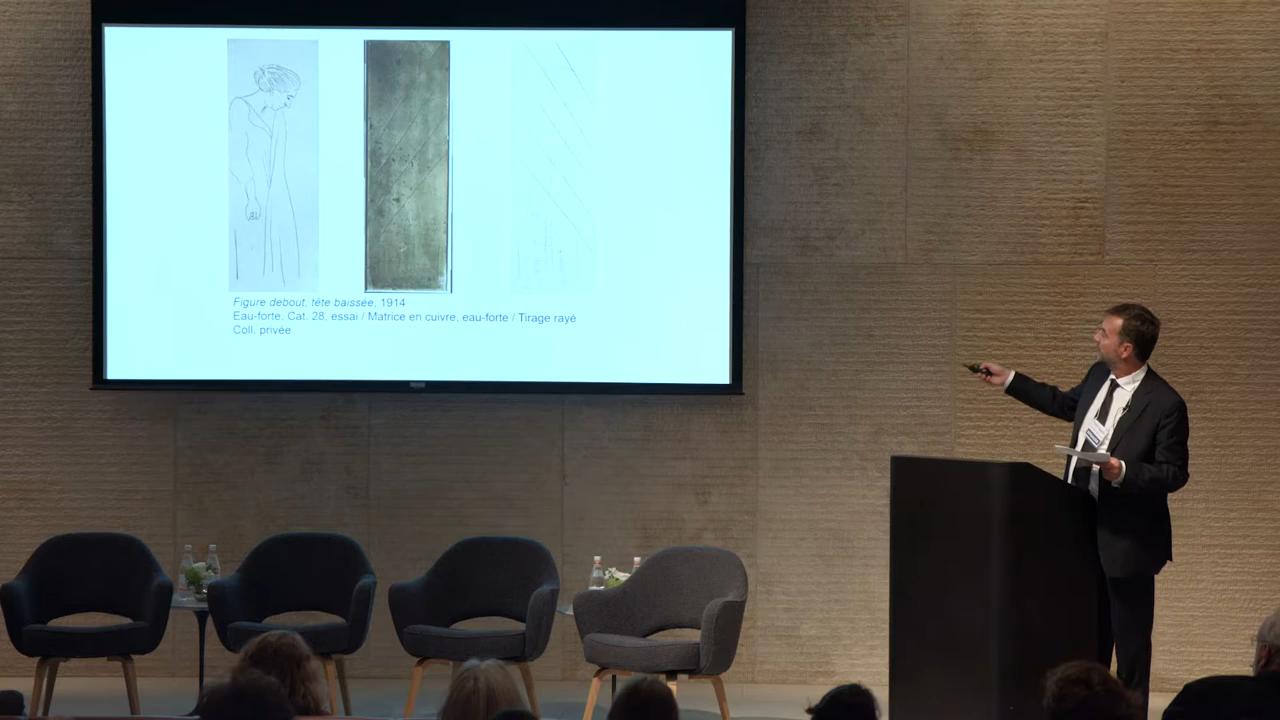 Figure debout, tête baissée, 1914
Eau-forte. Cat. 28, essai / Matrice en cuivre, eau-forte / Tirage rayé
Coll. privée